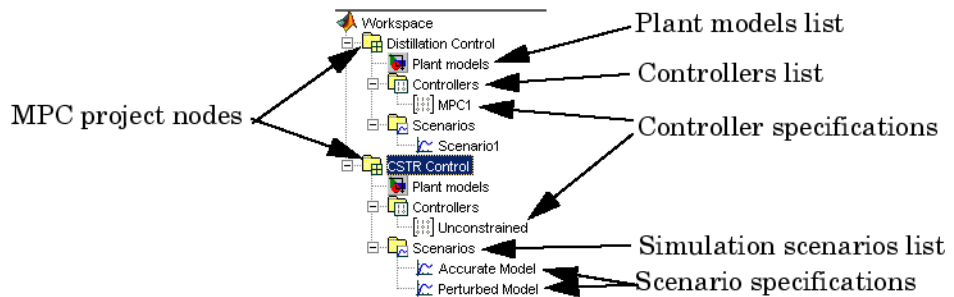 Workspace
Distillation Control
Plant models
Controllers
MPC1
Scenarios
Scenario1
CSTR Control
Plant models
Controllers
Unconstrained
Scenarios
Accurate Model
Perturbed Model
MPC project nodes
Plant models list
Controllers list
Controller specifications
Simulation scenarios list
Scenario specifications